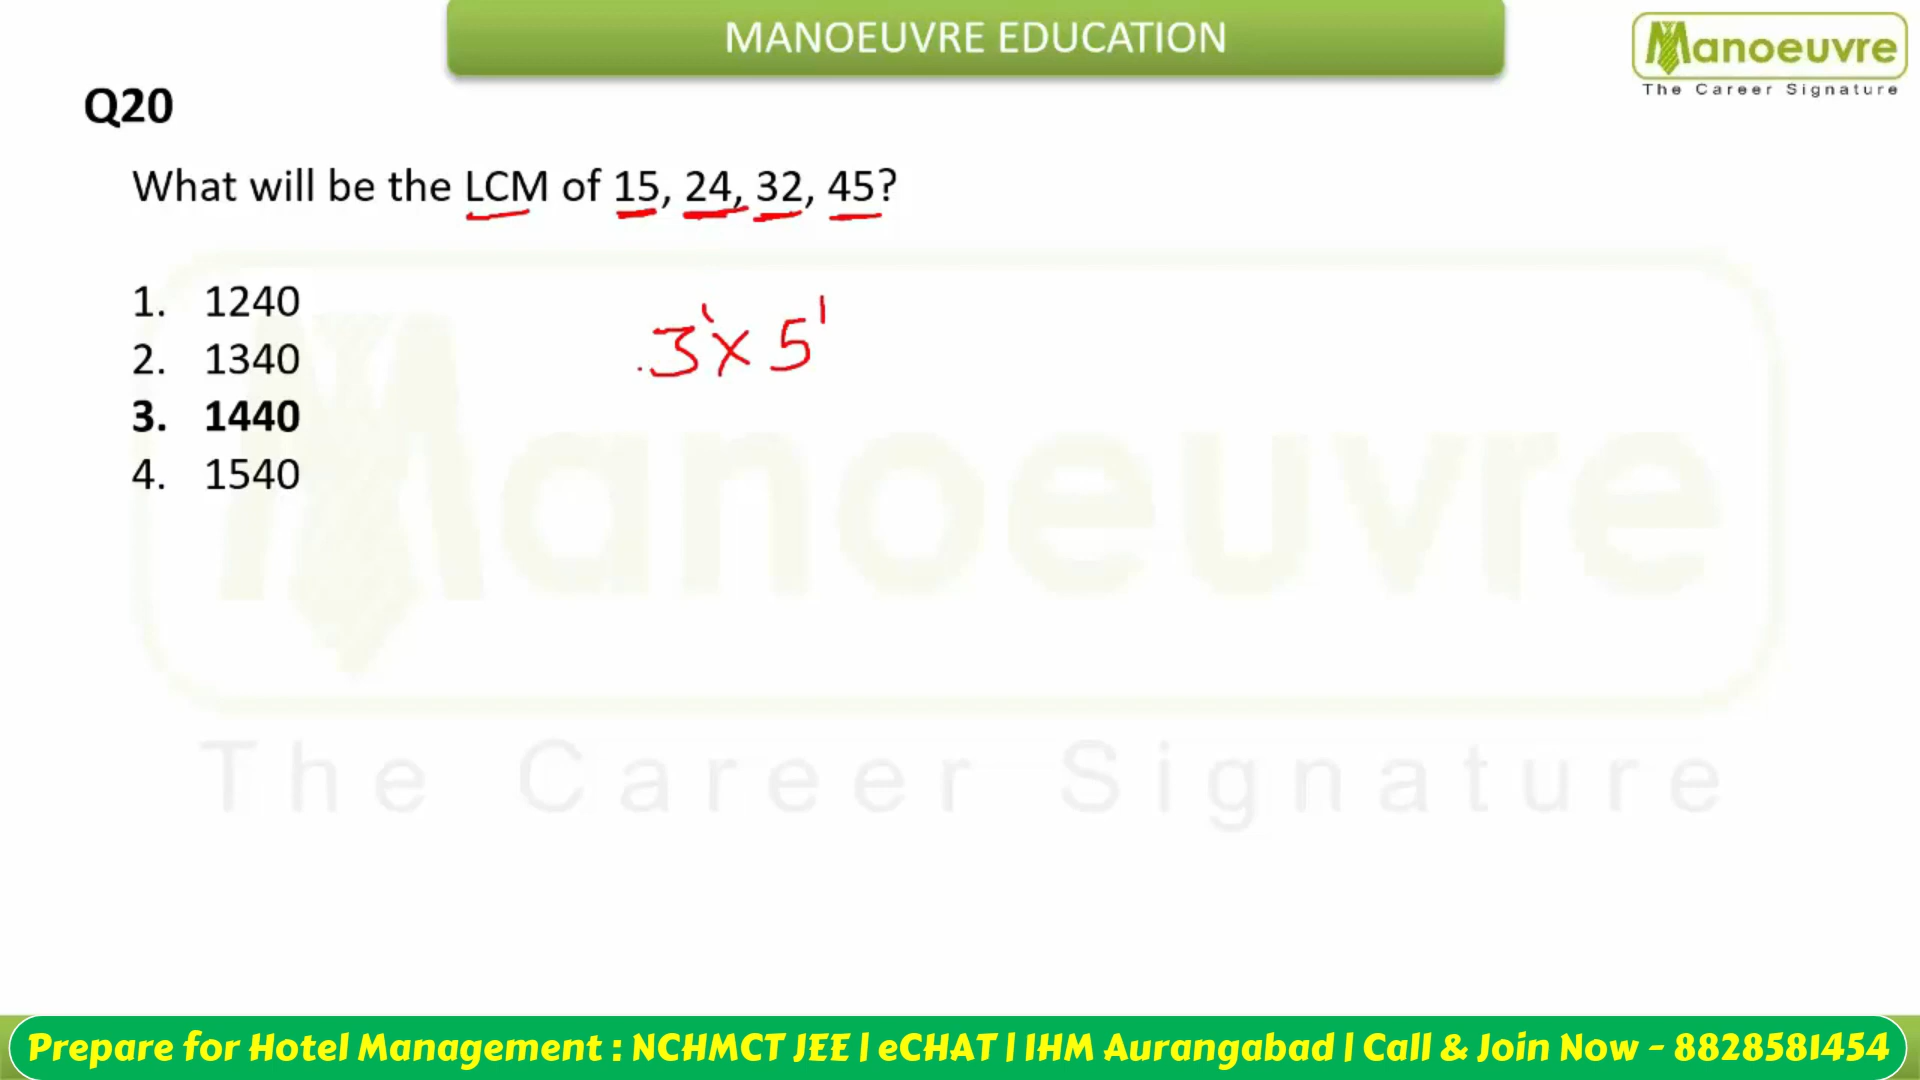 MANOEUVRE EDUCATION
Manoeuvre
The Career Signature
Q20
What will be the LCM of 15, 24, 32, 45?
1. 1240
2. 1340
3. 1440
4. 1540
3¹ x 5¹
Manoeuvre
The Career Signature
Prepare for Hotel Management : NCHMCT JEE | eCHAT | IHM Aurangabad | Call & Join Now - 8828581454